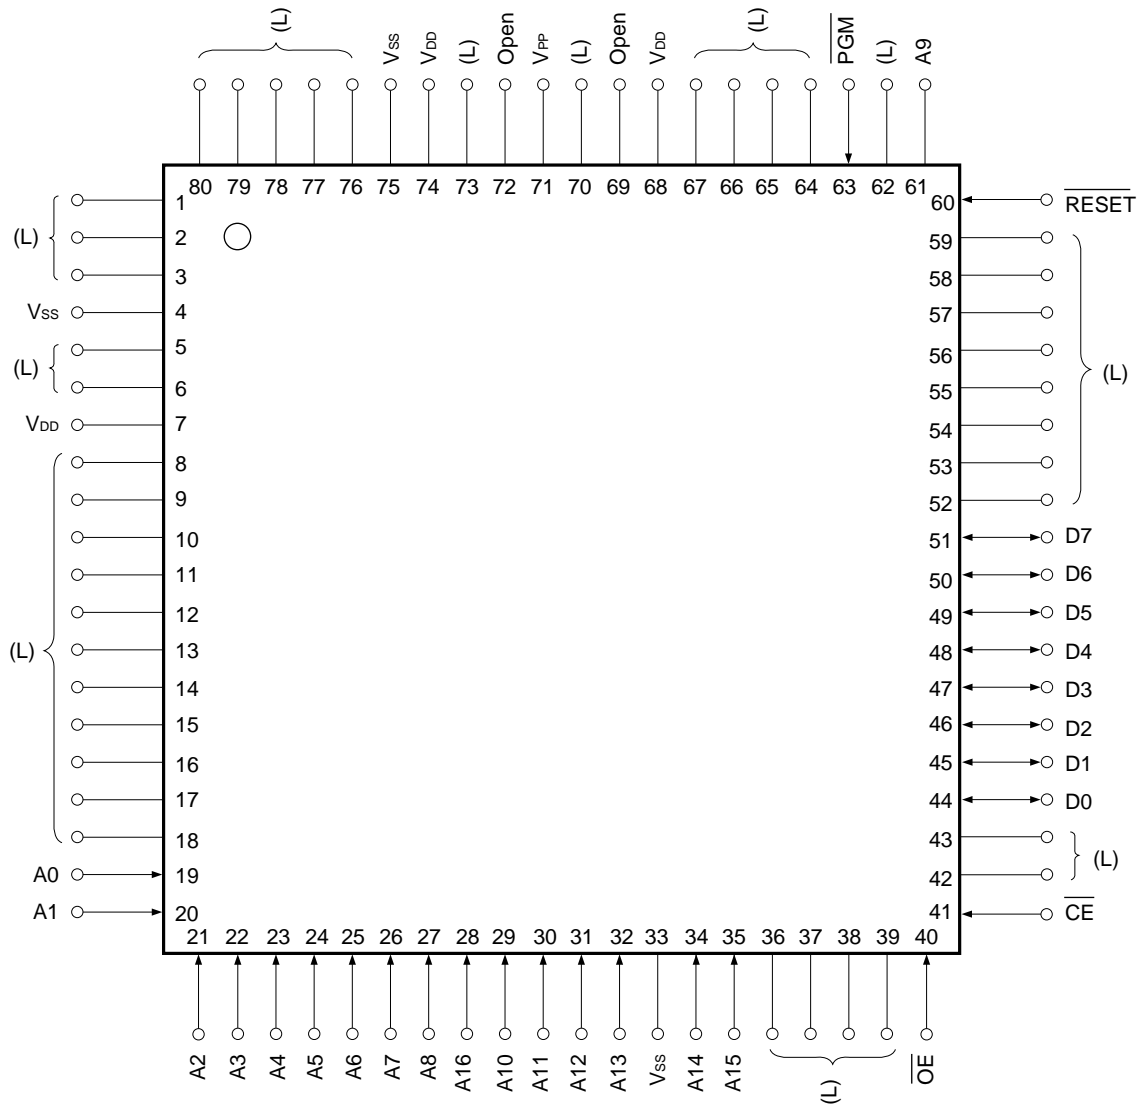 (L)
VSS
VDD
(L)
Open
VPP
(L)
Open
VDD
(L)
PGM
(L)
A9
80 79 78 77 76 75 74 73 72 71 70 69 68 67 66 65 64 63 62 61
1
2
3
(L)
VSS
4
5
6
(L)
VDD
7
8
9
10
11
12
13
14
15
16
17
18
(L)
A0
19
A1
20
60
RESET
59
58
57
56
55
54
53
52
(L)
51
D7
50
D6
49
D5
48
D4
47
D3
46
D2
45
D1
44
D0
43
42
(L)
41
CE
21 22 23 24 25 26 27 28 29 30 31 32 33 34 35 36 37 38 39 40
A2
A3
A4
A5
A6
A7
A8
A16
A10
A11
A12
A13
VSS
A14
A15
(L)
OE